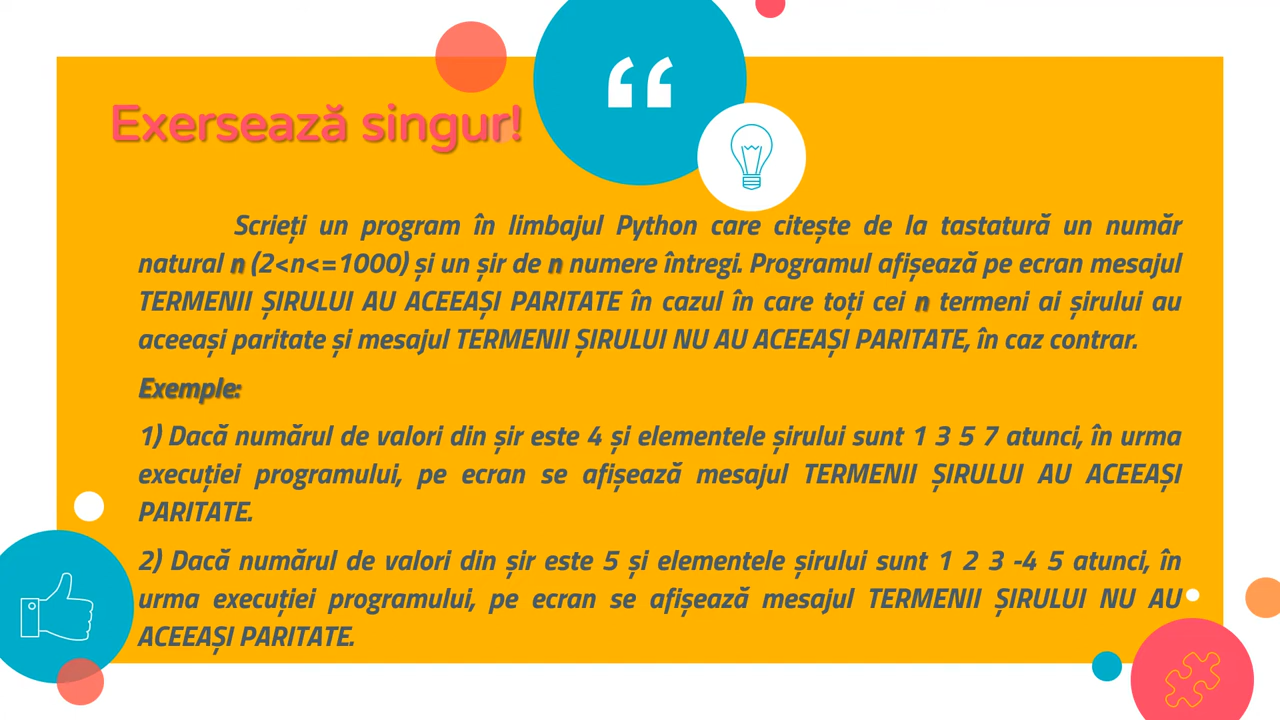 “
Exersează singur!
Scrieți un program în limbajul Python care citește de la tastatură un număr
natural n (2<n<=1000) și un șir de n numere întregi. Programul afișează pe ecran mesajul
TERMENII ȘIRULUI AU ACEEAȘI PARITATE în cazul în care toți cei n termeni ai șirului au
aceeași paritate și mesajul TERMENII ȘIRULUI NU AU ACEEAȘI PARITATE, în caz contrar.
Exemple:
1) Dacă numărul de valori din șir este 4 și elementele șirului sunt 1 3 5 7 atunci, în urma
execuției programului, pe ecran se afișează mesajul TERMENII ȘIRULUI AU ACEEAȘI
PARITATE.
2) Dacă numărul de valori din șir este 5 și elementele șirului sunt 1 2 3 -4 5 atunci, în
urma execuției programului, pe ecran se afișează mesajul TERMENII ȘIRULUI NU AU
ACEEAȘI PARITATE.